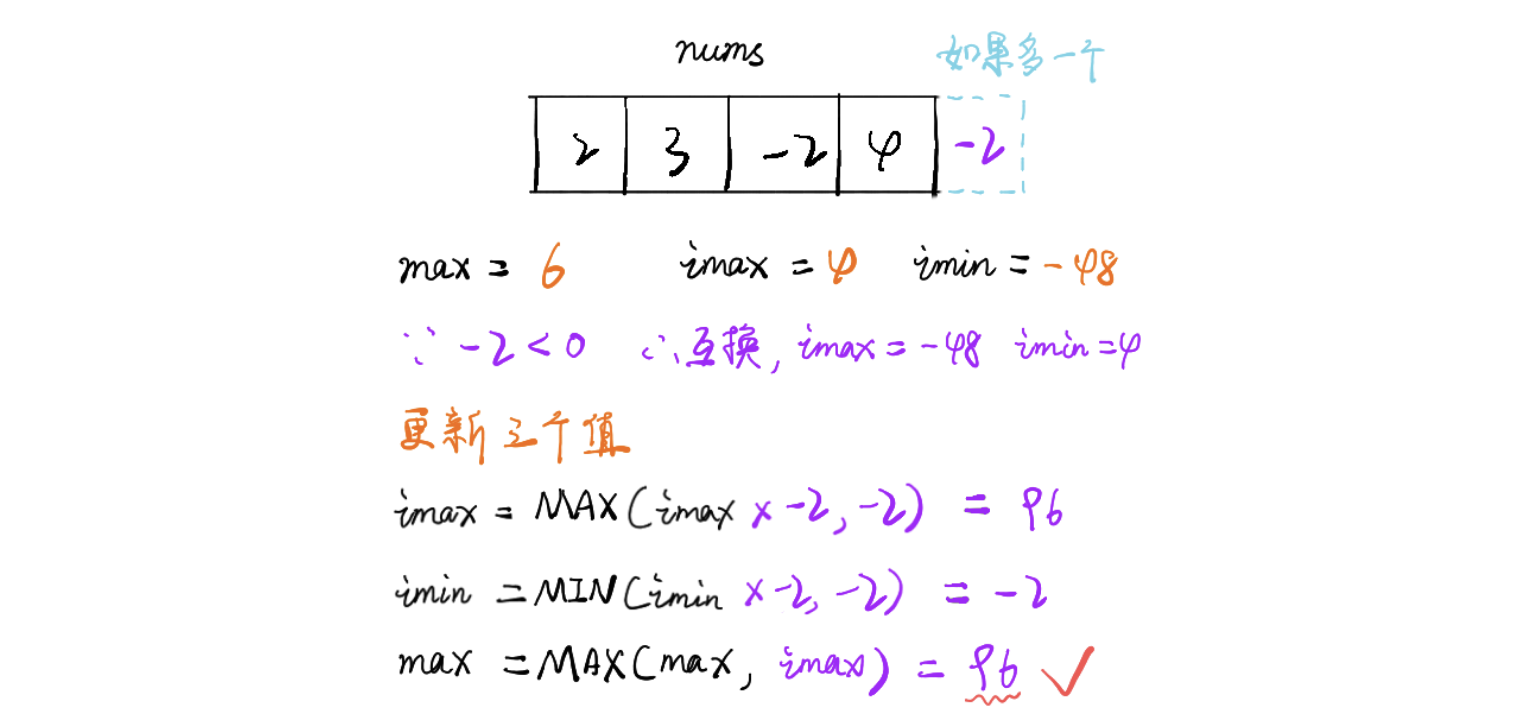 nums 如果多一个
2 3 -2 4 -2
max = 6 imax = 4 imin = -48
∵ -2 < 0 ∴ 互换, imax = -48 imin = 4
更新三个值
imax = MAX(imax x -2, -2) = 96
imin = MIN(imin x -2, -2) = -2
max = MAX(max, imax) = 96 ✓